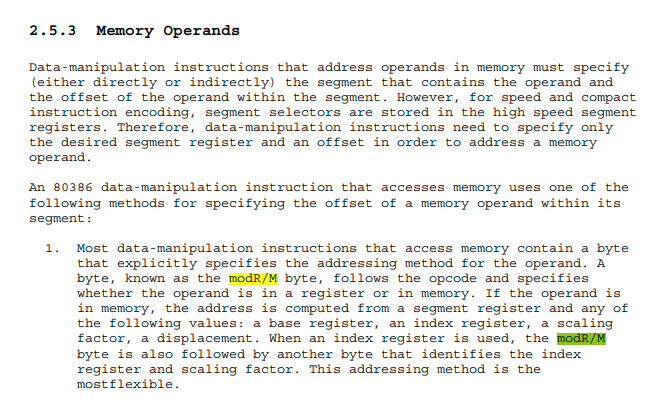 2.5.3 Memory Operands
Data-manipulation instructions that address operands in memory must specify
(either directly or indirectly) the segment that contains the operand and
the offset of the operand within the segment. However, for speed and compact
instruction encoding, segment selectors are stored in the high speed segment
registers. Therefore, data-manipulation instructions need to specify only
the desired segment register and an offset in order to address a memory
operand.
An 80386 data-manipulation instruction that accesses memory uses one of the
following methods for specifying the offset of a memory operand within its
segment:
1. Most data-manipulation instructions that access memory contain a byte
that explicitly specifies the addressing method for the operand. A
byte, known as the modR/M byte, follows the opcode and specifies
whether the operand is in a register or in memory. If the operand is
in memory, the address is computed from a segment register and any of
the following values: a base register, an index register, a scaling
factor, a displacement. When an index register is used, the modR/M
byte is also followed by another byte that identifies the index
register and scaling factor. This addressing method is the
mostflexible.